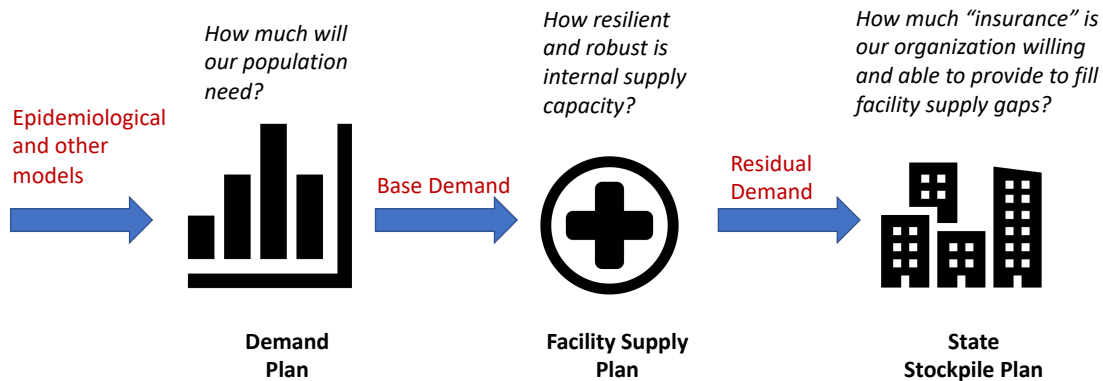 How much will
our population
need?
How resilient
and robust is
internal supply
capacity?
How much “insurance” is
our organization willing
and able to provide to fill
facility supply gaps?
Epidemiological
and other
models
Base Demand
Residual
Demand
Demand
Plan
Facility Supply
Plan
State
Stockpile Plan